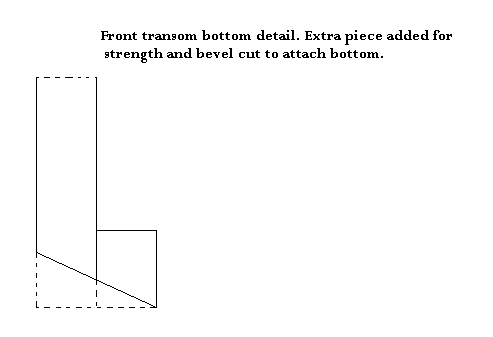 Front transom bottom detail. Extra piece added for
strength and bevel cut to attach bottom.